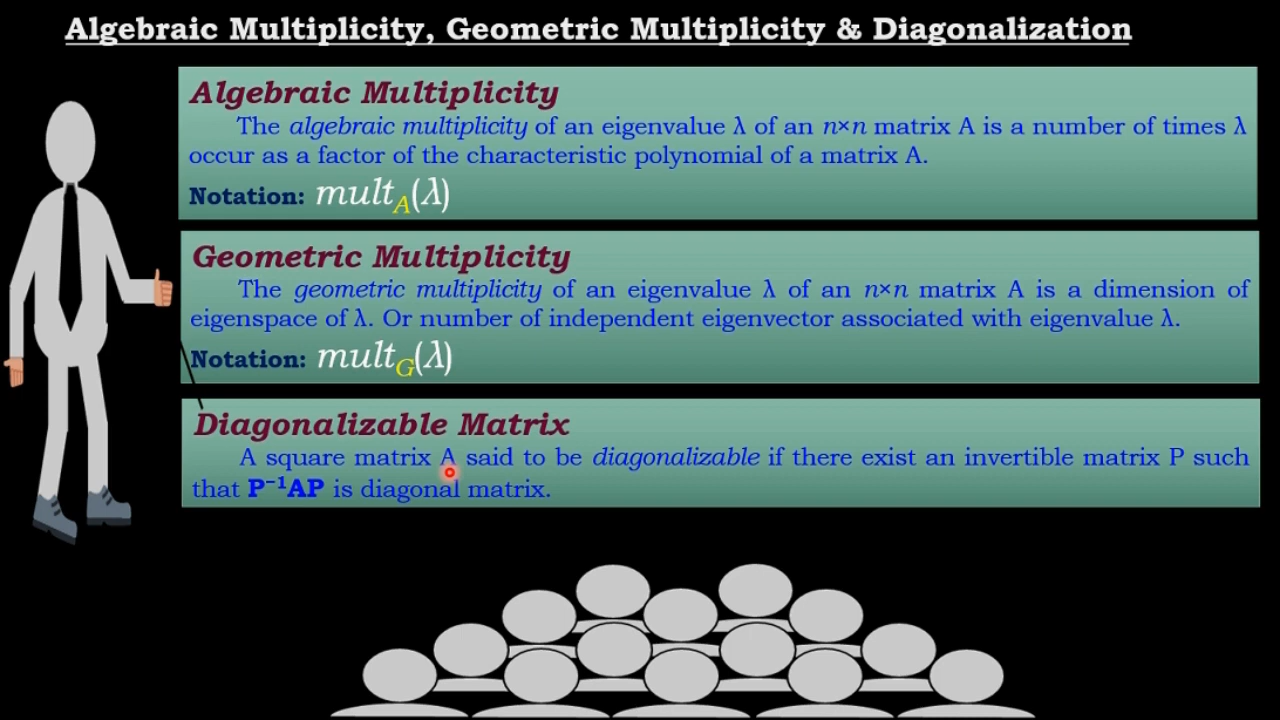 Algebraic Multiplicity, Geometric Multiplicity & Diagonalization
Algebraic Multiplicity
The algebraic multiplicity of an eigenvalue λ of an n×n matrix A is a number of times λ
occur as a factor of the characteristic polynomial of a matrix A.
Notation: mult_A(λ)
Geometric Multiplicity
The geometric multiplicity of an eigenvalue λ of an n×n matrix A is a dimension of
eigenspace of λ. Or number of independent eigenvector associated with eigenvalue λ.
Notation: mult_G(λ)
Diagonalizable Matrix
A square matrix A said to be diagonalizable if there exist an invertible matrix P such
that P⁻¹AP is diagonal matrix.